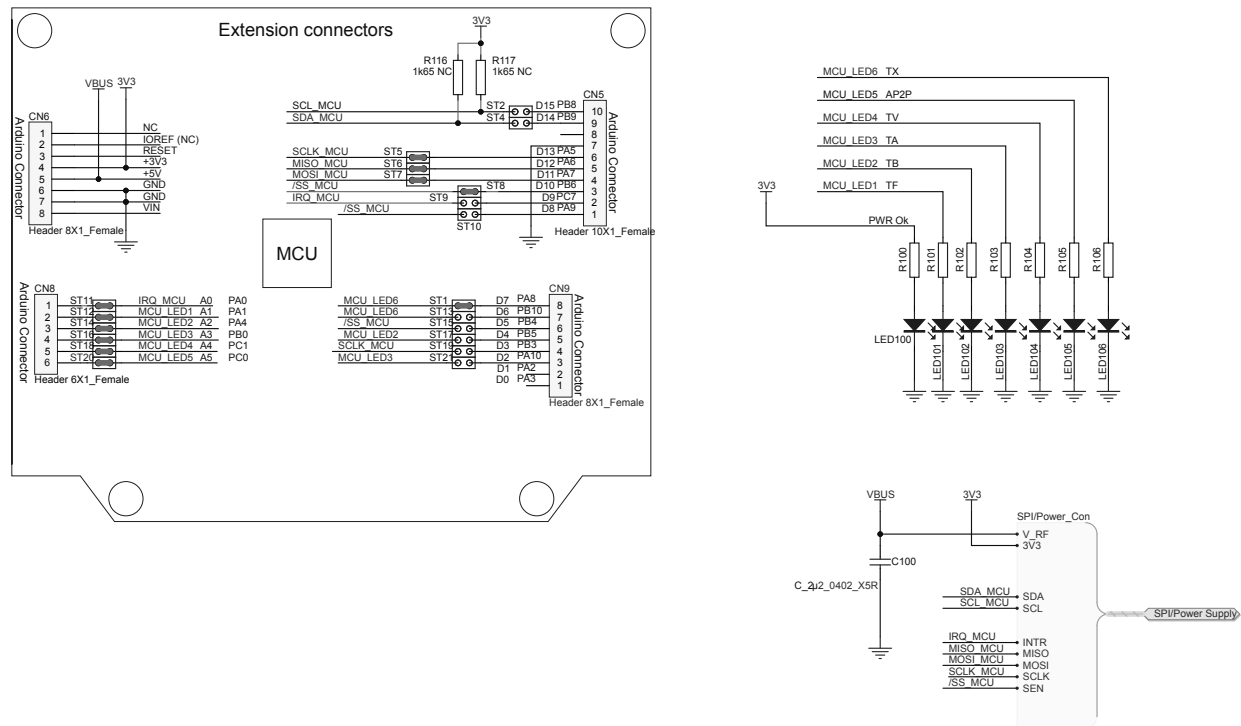 Extension connectors
3V3
R116
1k65 NC
R117
1k65 NC
VBUS 3V3
CN6
Arduino Connector
1 NC
2 IOREF (NC)
3 RESET
4 +3V3
5 +5V
6 GND
7 GND
8 VIN
Header 8X1_Female
CN5
Arduino Connector
SCL_MCU ST2 D15 PB8 10
SDA_MCU ST4 D14 PB9 9
8
7
SCLK_MCU ST5 D13 PA5 6
MISO_MCU ST6 D12 PA6 5
MOSI_MCU ST7 D11 PA7 4
/SS_MCU ST8 D10 PB6 3
IRQ_MCU ST9 D9 PC7 2
/SS_MCU ST10 D8 PA9 1
Header 10X1_Female
MCU
CN8
Arduino Connector
1 ST11 IRQ_MCU A0 PA0
2 ST12 MCU_LED1 A1 PA1
3 ST14 MCU_LED2 A2 PA4
4 ST16 MCU_LED3 A3 PB0
5 ST18 MCU_LED4 A4 PC1
6 ST20 MCU_LED5 A5 PC0
Header 6X1_Female
CN9
Arduino Connector
MCU_LED6 ST1 D7 PA8 8
MCU_LED6 ST13 D6 PB10 7
/SS_MCU ST15 D5 PB4 6
MCU_LED2 ST17 D4 PB5 5
SCLK_MCU ST19 D3 PB3 4
MCU_LED3 ST21 D2 PA10 3
D1 PA2 2
D0 PA3 1
Header 8X1_Female
MCU_LED6 TX
MCU_LED5 AP2P
MCU_LED4 TV
MCU_LED3 TA
MCU_LED2 TB
3V3 MCU_LED1 TF
PWR Ok
R100 R101 R102 R103 R104 R105 R106
LED100 LED101 LED102 LED103 LED104 LED105 LED106
VBUS 3V3
SPI/Power_Con
V_RF
3V3
C100
C_2µ2_0402_X5R
SDA_MCU SDA
SCL_MCU SCL
SPI/Power Supply
IRQ_MCU INTR
MISO_MCU MISO
MOSI_MCU MOSI
SCLK_MCU SCLK
/SS_MCU SEN